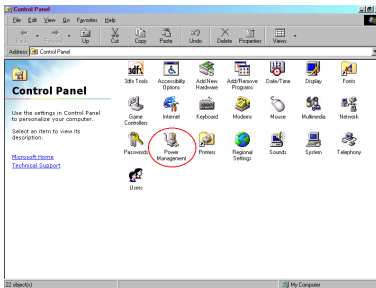 Control Panel
File Edit View Go Favorites Help
Back Forward Up Cut Copy Paste Undo Delete Properties Views
Address Control Panel
Control Panel
Use the settings in Control Panel
to personalize your computer.
Select an item to view its
description.
Microsoft Home
Technical Support
3dfx Tools Accessibility Options Add New Hardware Add/Remove Programs Date/Time Display Fonts
Game Controllers Internet Keyboard Modems Mouse Multimedia Network
Passwords Power Management Printers Regional Settings Sounds System Telephony
Users
22 object(s) My Computer